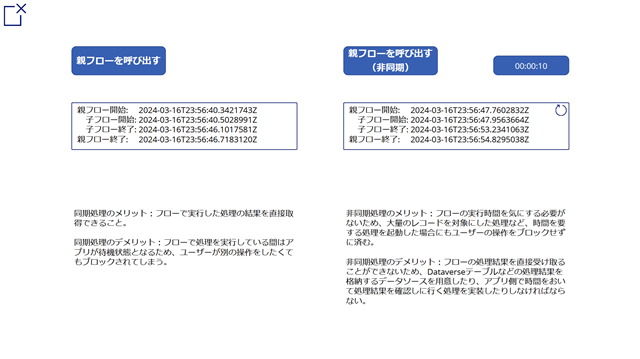 親フローを呼び出す
親フロー開始: 2024-03-16T23:56:40.3421743Z
子フロー開始: 2024-03-16T23:56:40.5028991Z
子フロー終了: 2024-03-16T23:56:46.1017581Z
親フロー終了: 2024-03-16T23:56:46.7183120Z
同期処理のメリット：フローで実行した処理の結果を直接取
得できること。
同期処理のデメリット：フローで処理を実行している間はア
プリが待機状態となるため、ユーザーが別の操作をしたくて
もブロックされてしまう。
親フローを呼び出す
（非同期）
00:00:10
親フロー開始: 2024-03-16T23:56:47.7602832Z
子フロー開始: 2024-03-16T23:56:47.9563664Z
子フロー終了: 2024-03-16T23:56:53.2341063Z
親フロー終了: 2024-03-16T23:56:54.8295038Z
非同期処理のメリット：フローの実行時間を気にする必要が
ないため、大量のレコードを対象にした処理など、時間を要
する処理を起動した場合にもユーザーの操作をブロックせず
に済む。
非同期処理のデメリット：フローの処理結果を直接受け取る
ことができないため、Dataverseテーブルなどの処理結果を
格納するデータソースを用意したり、アプリ側で時間をおい
て処理結果を確認しに行く処理を実装したりしなければなら
ない。